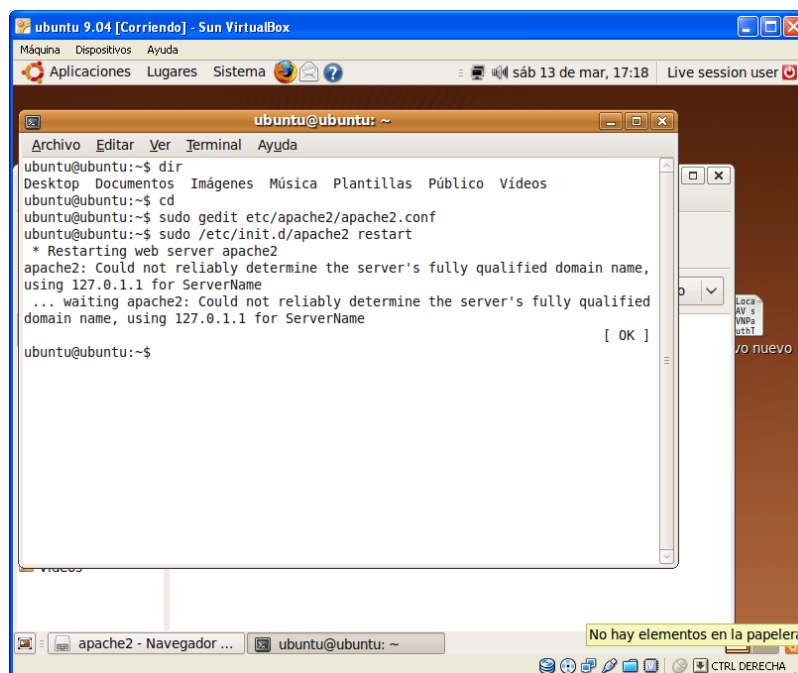 ubuntu 9.04 [Corriendo] - Sun VirtualBox
Máquina Dispositivos Ayuda
Aplicaciones Lugares Sistema sáb 13 de mar, 17:18 Live session user
ubuntu@ubuntu: ~
Archivo Editar Ver Terminal Ayuda
ubuntu@ubuntu:~$ dir
Desktop Documentos Imágenes Música Plantillas Público Vídeos
ubuntu@ubuntu:~$ cd
ubuntu@ubuntu:~$ sudo gedit etc/apache2/apache2.conf
ubuntu@ubuntu:~$ sudo /etc/init.d/apache2 restart
* Restarting web server apache2
apache2: Could not reliably determine the server's fully qualified domain name,
using 127.0.1.1 for ServerName
... waiting apache2: Could not reliably determine the server's fully qualified
domain name, using 127.0.1.1 for ServerName
[ OK ]
ubuntu@ubuntu:~$
vo nuevo
No hay elementos en la papelera
apache2 - Navegador ... ubuntu@ubuntu: ~
CTRL DERECHA